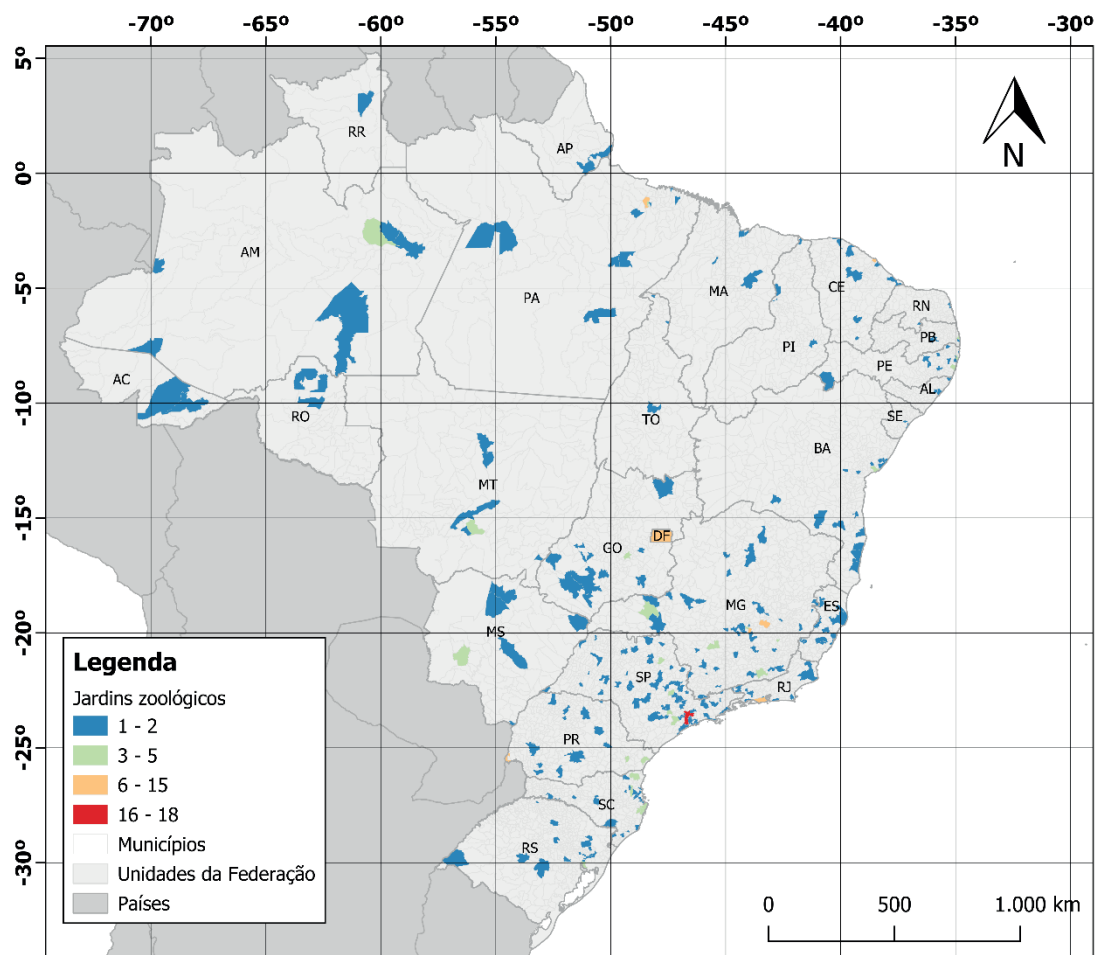 -70º -65º -60º -55º -50º -45º -40º -35º -30º
5º
0º
-5º
-10º
-15º
-20º
-25º
-30º
N
RR
AP
AM
PA
MA
CE
RN
PB
PI
PE
AC
AL
RO
TO
SE
BA
MT
DF
GO
MG
ES
MS
SP
RJ
PR
SC
RS
Legenda
Jardins zoológicos
1 - 2
3 - 5
6 - 15
16 - 18
Municípios
Unidades da Federação
Países
0 500 1.000 km